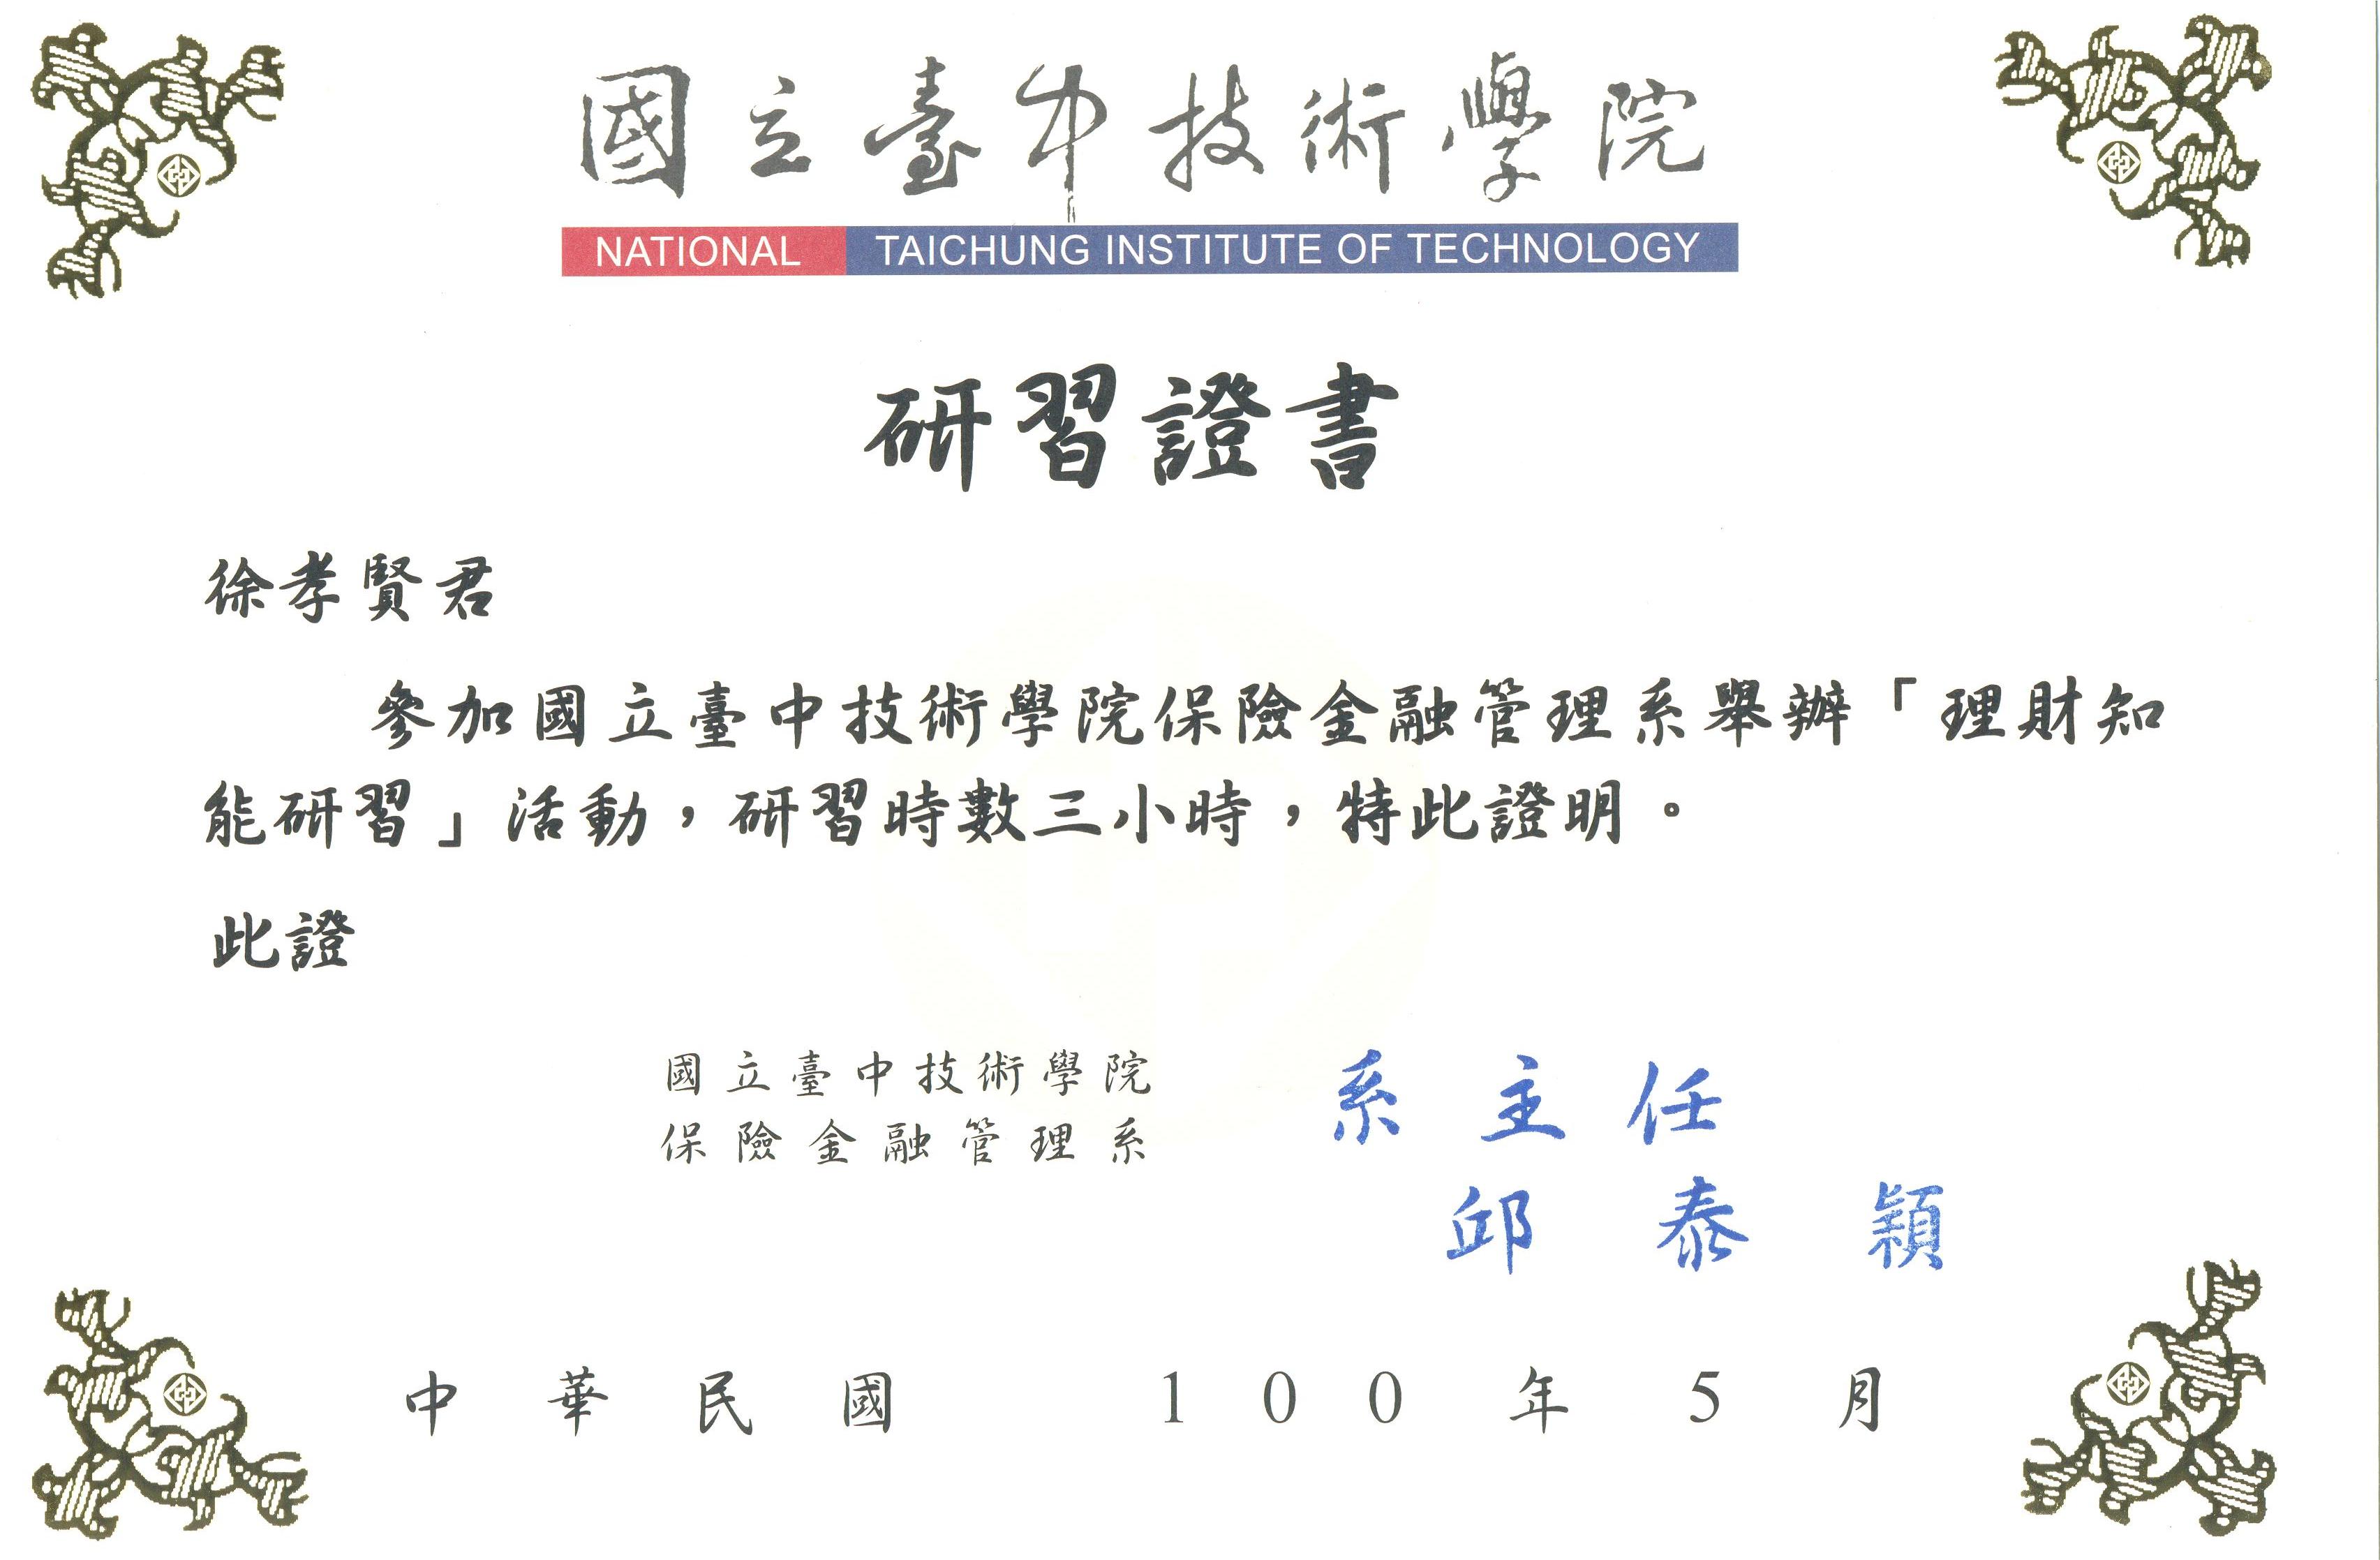 國立臺中技術學院
NATIONAL TAICHUNG INSTITUTE OF TECHNOLOGY
研習證書
徐孝賢君
參加國立臺中技術學院保險金融管理系舉辦「理財知
能研習」活動，研習時數三小時，特此證明。
此證
國立臺中技術學院
保險金融管理系
系主任
邱泰穎
中華民國 100年5月